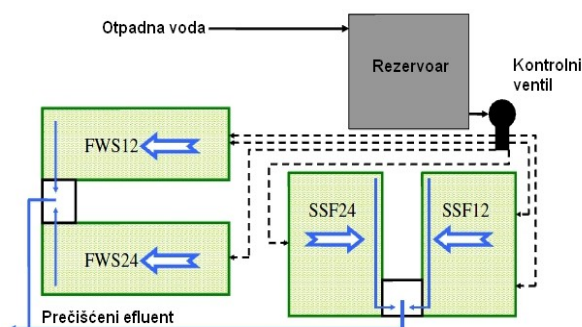 Otpadna voda
Rezervoar
Kontrolni
ventil
FWS12
FWS24
SSF24
SSF12
Prečišćeni efluent